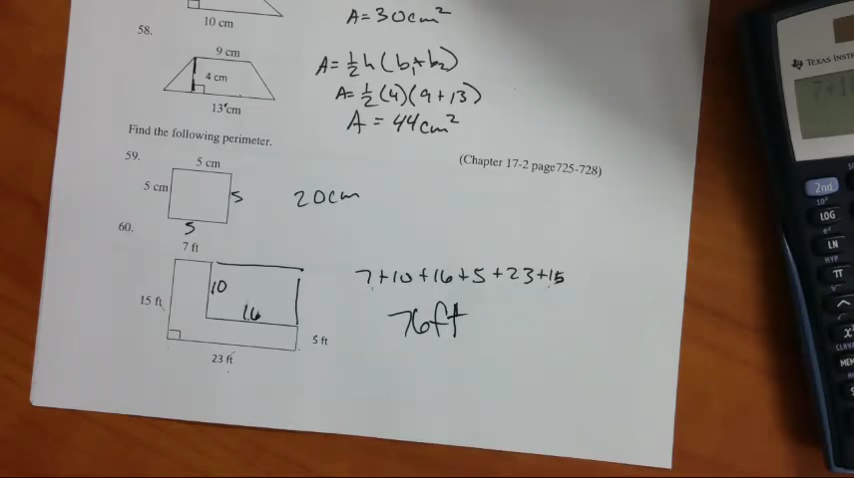 10 cm
A=30cm²
58.
9 cm
4 cm
13 cm
A=½h(b₁+b₂)
A=½(4)(9+13)
A = 44cm²
Find the following perimeter.
(Chapter 17-2 page725-728)
59.
5 cm
5 cm
5
5
20cm
60.
7 ft
15 ft
10
16
5 ft
23 ft
7+10+16+5+23+15
76ft
TEXAS INST
2nd
LOG
LN
HYP
π